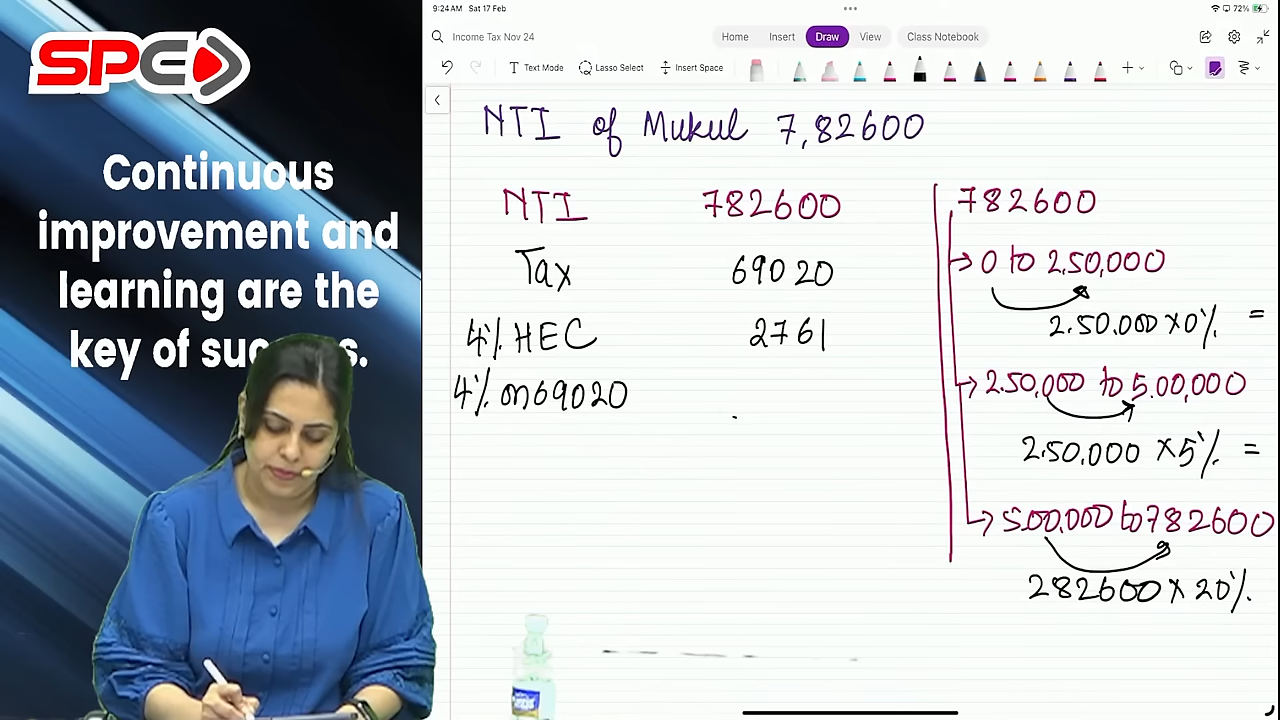 9:24 AM Sat 17 Feb
72%
Income Tax Nov 24
Home Insert Draw View Class Notebook
Text Mode Lasso Select Insert Space
SPC
Continuous
improvement and
learning are the
key of suc s.
NTI of Mukul 7,82600
NTI 782600
Tax 69020
4% HEC 2761
4% on 69020
782600
→ 0 to 2,50,000
2,50,000 x 0% =
→ 2,50,000 to 5,00,000
2,50,000 x 5% =
→ 5,00,000 to 782600
282600 x 20%